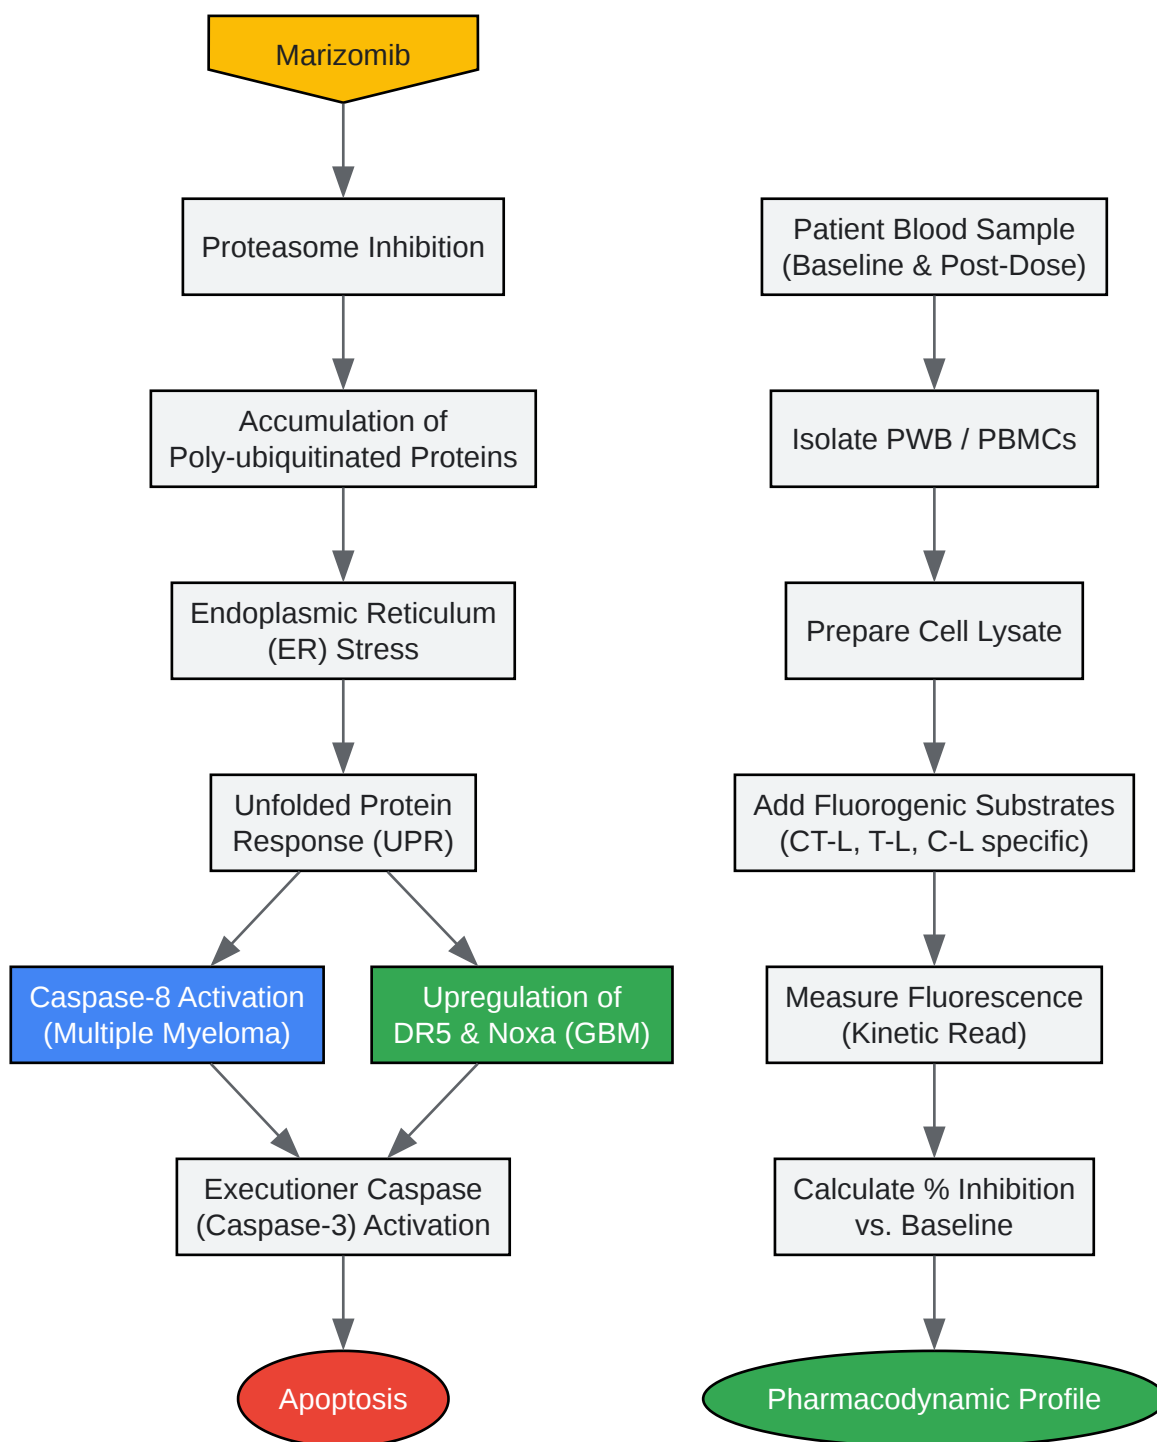 Marizomib
Proteasome Inhibition
Accumulation of
Poly-ubiquitinated Proteins
Endoplasmic Reticulum
(ER) Stress
Unfolded Protein
Response (UPR)
Caspase-8 Activation
(Multiple Myeloma)
Upregulation of
DR5 & Noxa (GBM)
Executioner Caspase
(Caspase-3) Activation
Apoptosis
Patient Blood Sample
(Baseline & Post-Dose)
Isolate PWB / PBMCs
Prepare Cell Lysate
Add Fluorogenic Substrates
(CT-L, T-L, C-L specific)
Measure Fluorescence
(Kinetic Read)
Calculate % Inhibition
vs. Baseline
Pharmacodynamic Profile